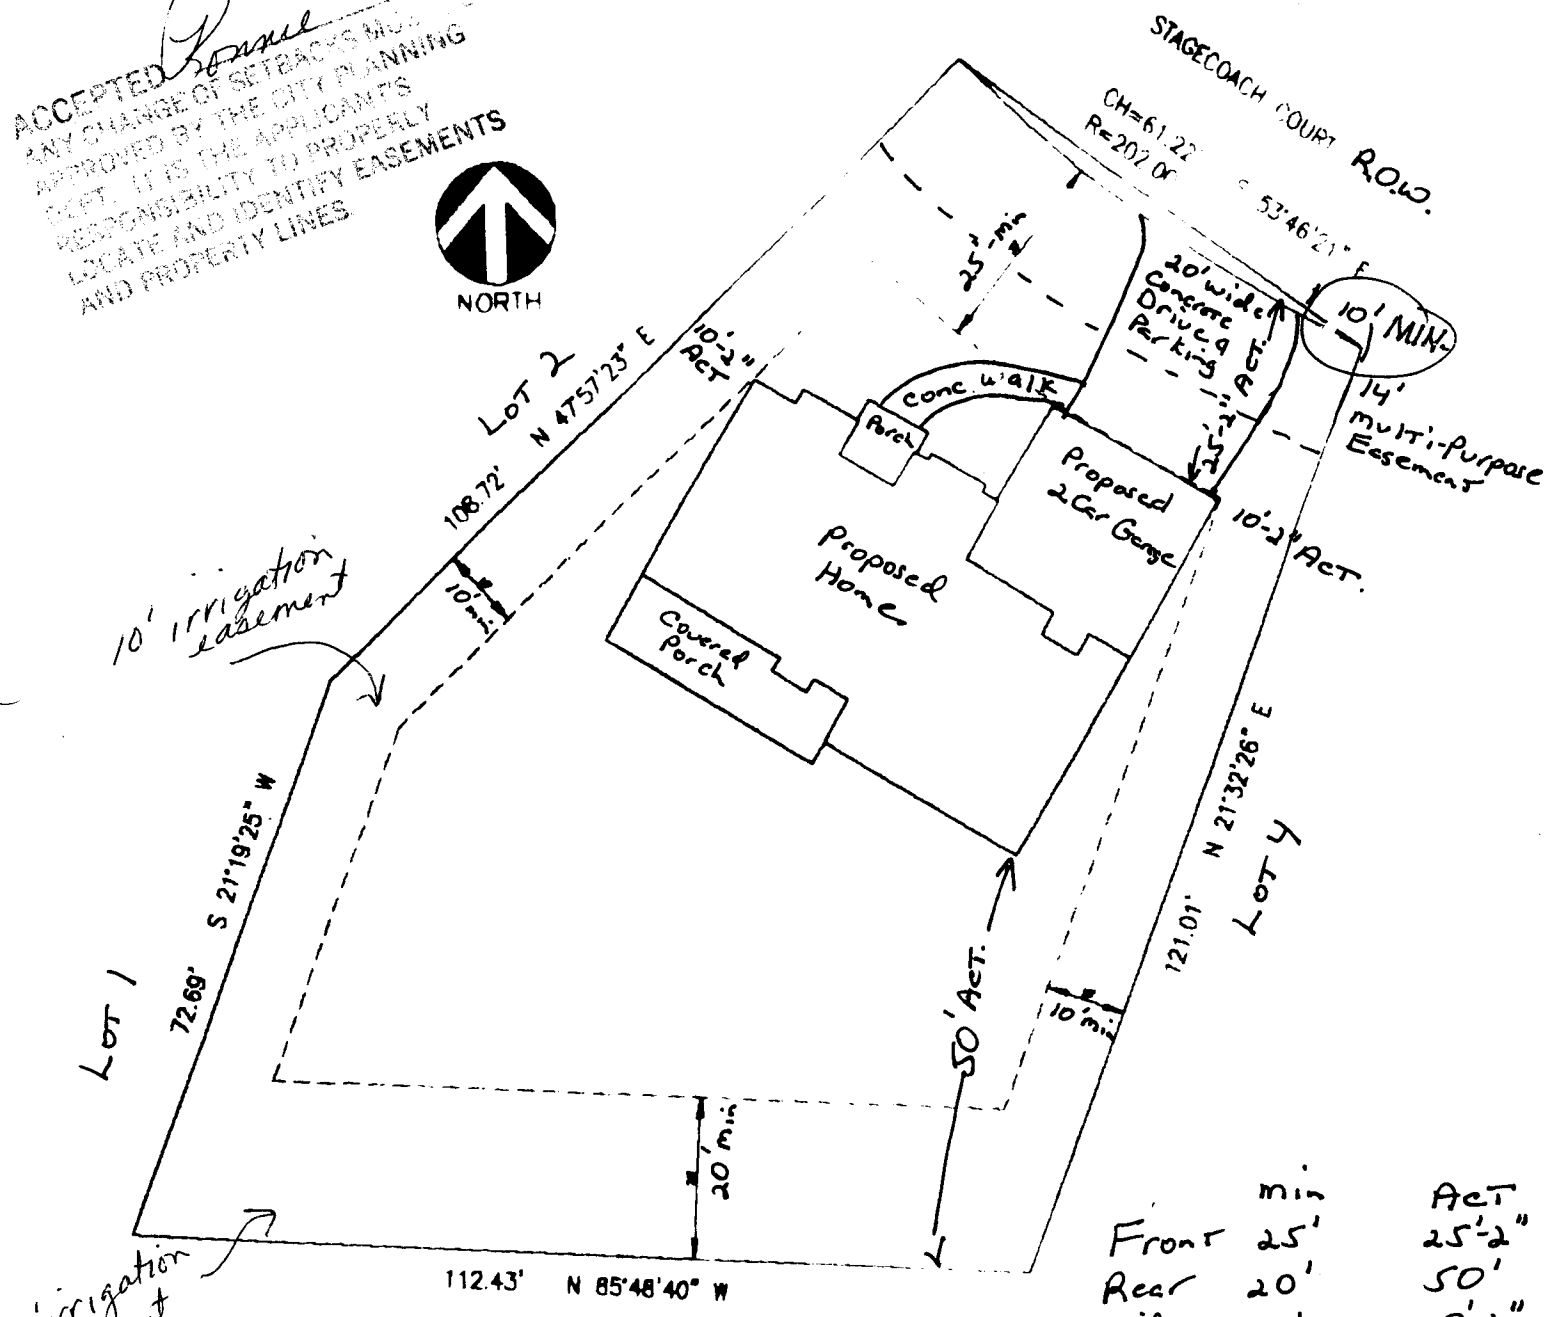 Ronnie
ACCEPTED
ANY CHANGE OF SETBACKS
APPROVED BY THE CITY PLANNING
DEPT. IT IS THE APPLICANT'S
RESPONSIBILITY TO PROPERLY
LOCATE AND IDENTIFY EASEMENTS
AND PROPERTY LINES.
NORTH
STAGECOACH COURT R.O.W.
CH=61.22
R=202.00
S 53°46'21" E
10' MIN.
14'
Multi-Purpose
Easement
25'-min
20' wide
Concrete
Drive &
Parking
25'-2" ACT.
LOT 2
N 47°57'23" E
108.72'
10'-2"
ACT
Conc. walk
Porch
Proposed
2 Car Garage
10'-2" ACT.
Proposed
Home
Covered
Porch
10' irrigation
easement
10' min.
S 21°19'25" W
72.69'
LOT 1
N 21°32'26" E
121.01'
LOT 4
50' ACT.
10' min
20' min
112.43' N 85°48'40" W
irrigation
min ACT
Front 25' 25'-2"
Rear 20' 50'